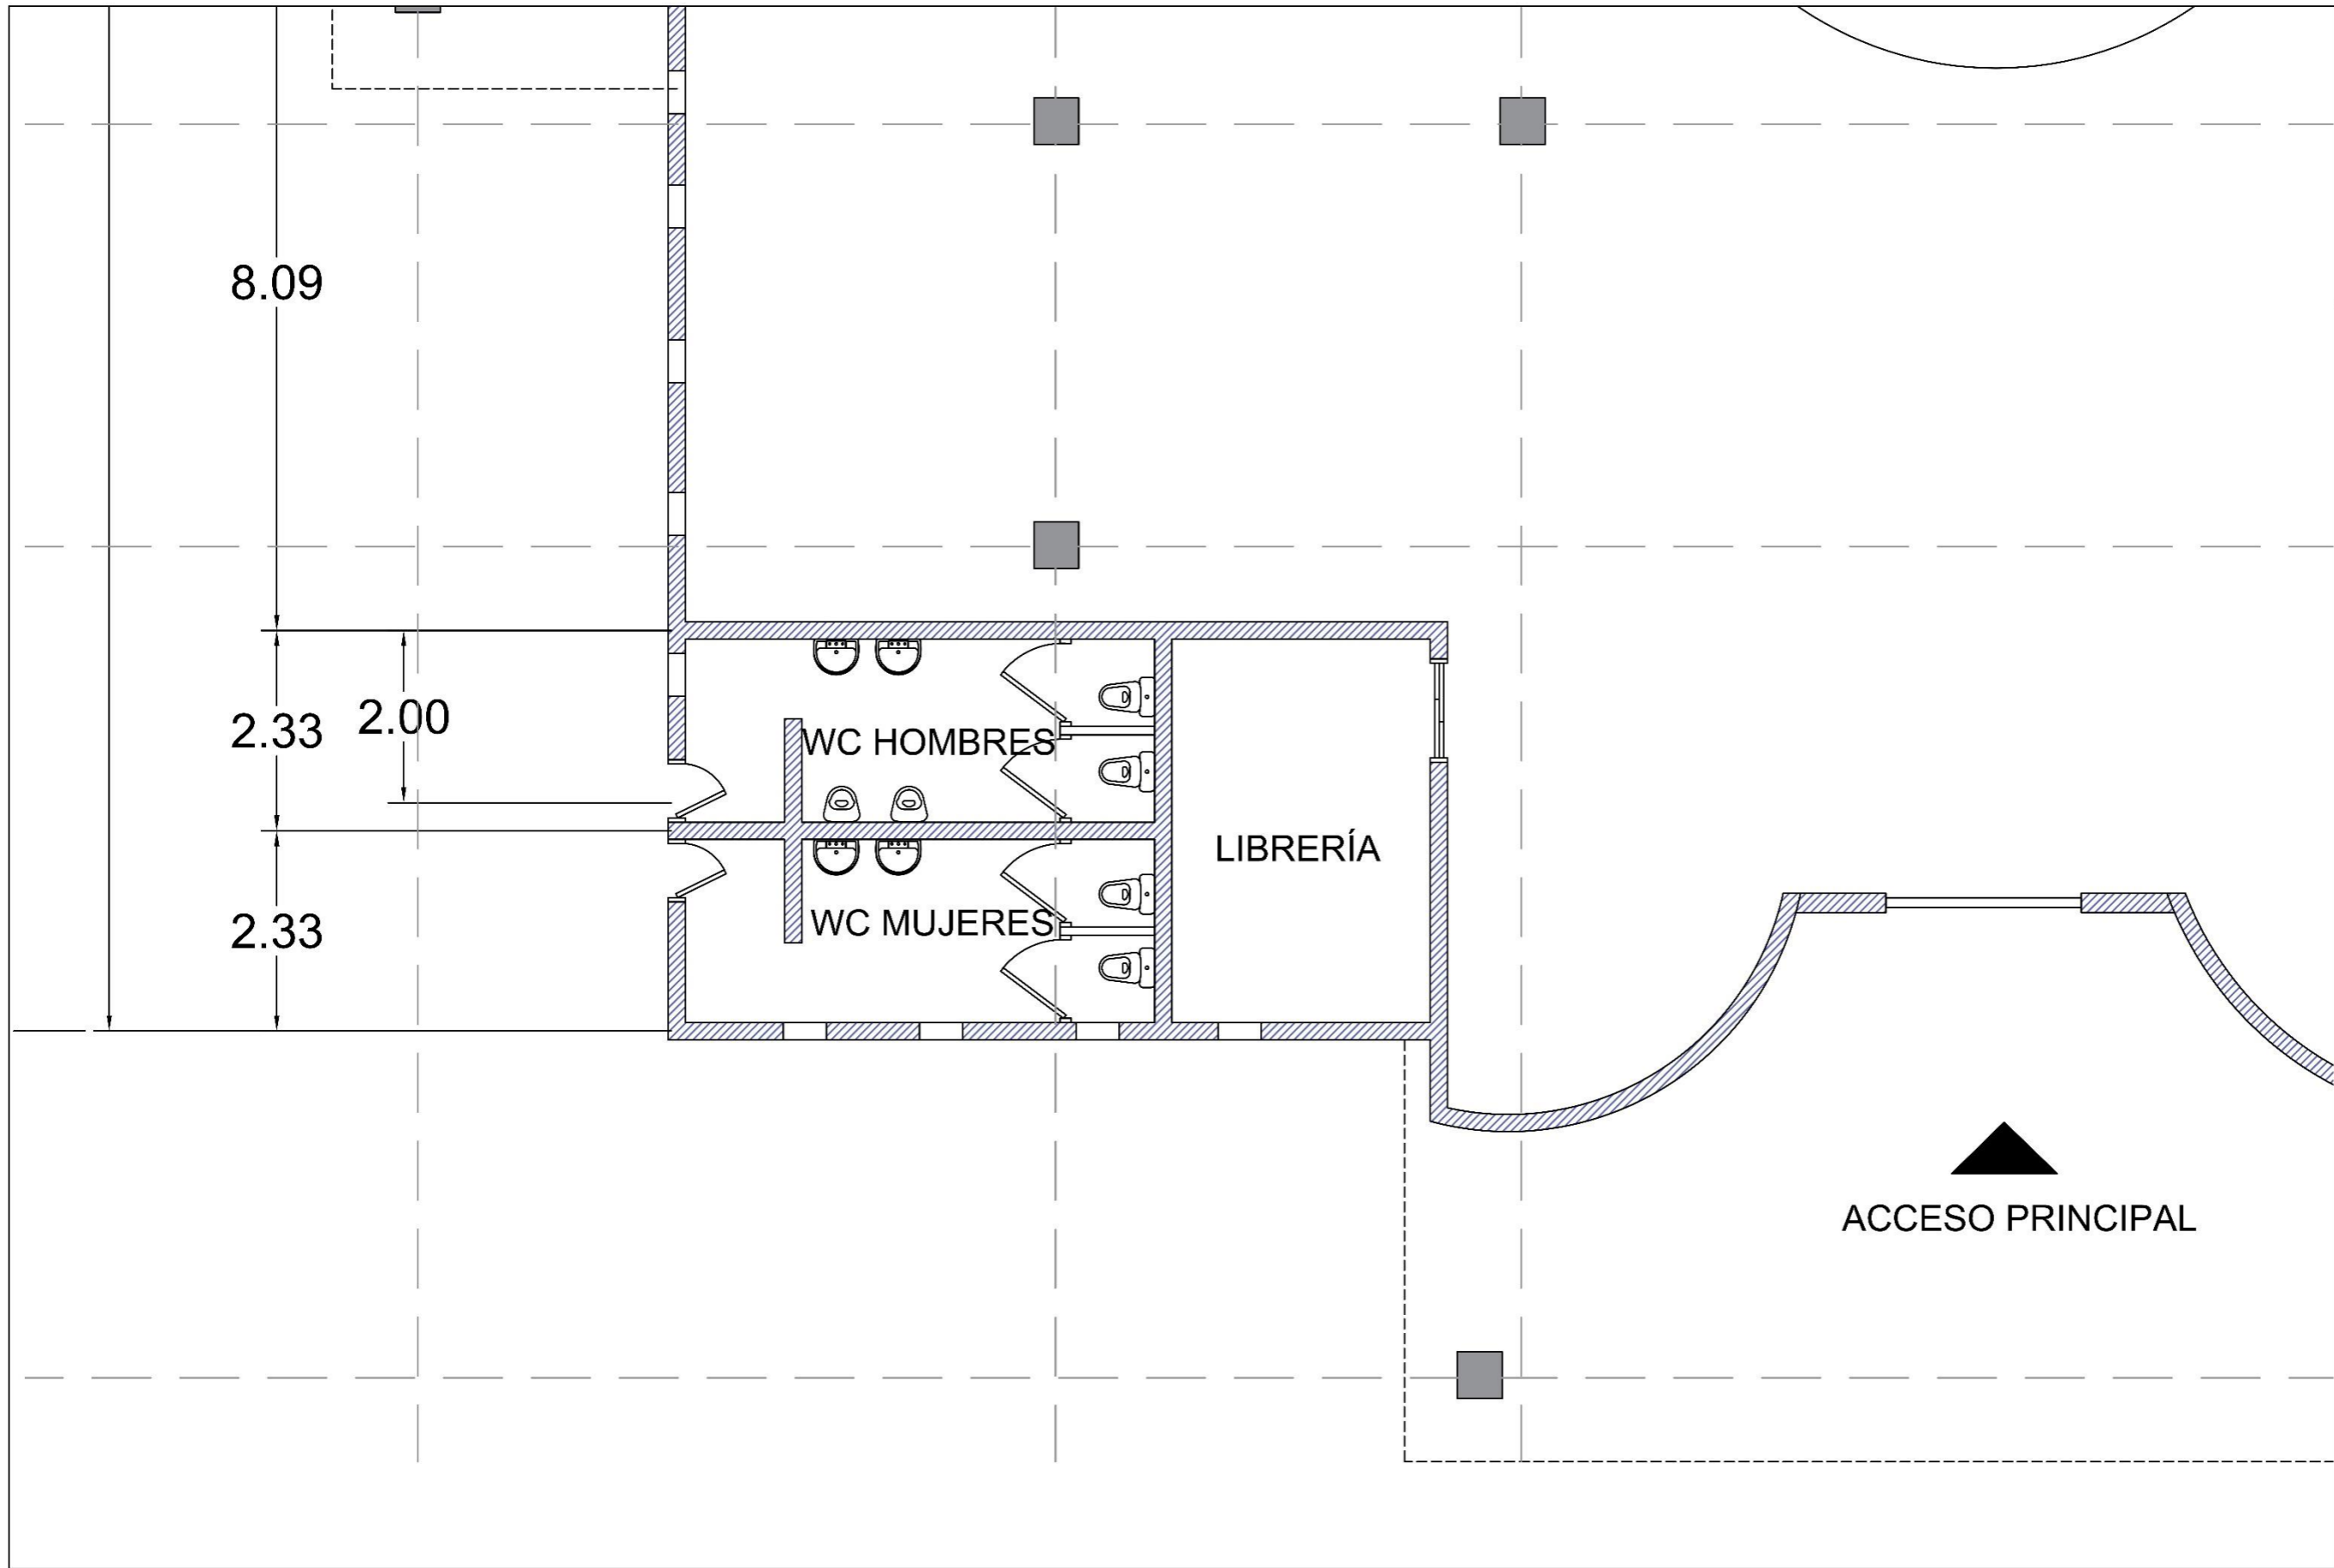 8.09
2.33
2.00
WC HOMBRES
LIBRERÍA
WC MUJERES
2.33
ACCESO PRINCIPAL